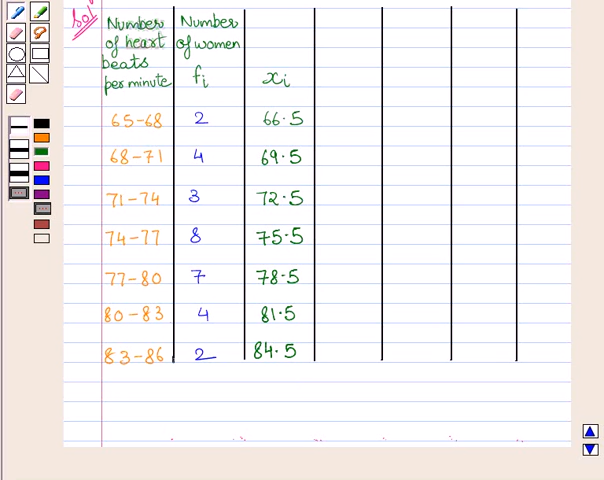 Sol
Number Number
of heart of women
beats
per minute fi xi
65-68 2 66.5
68-71 4 69.5
71-74 3 72.5
74-77 8 75.5
77-80 7 78.5
80-83 4 81.5
83-86 2 84.5